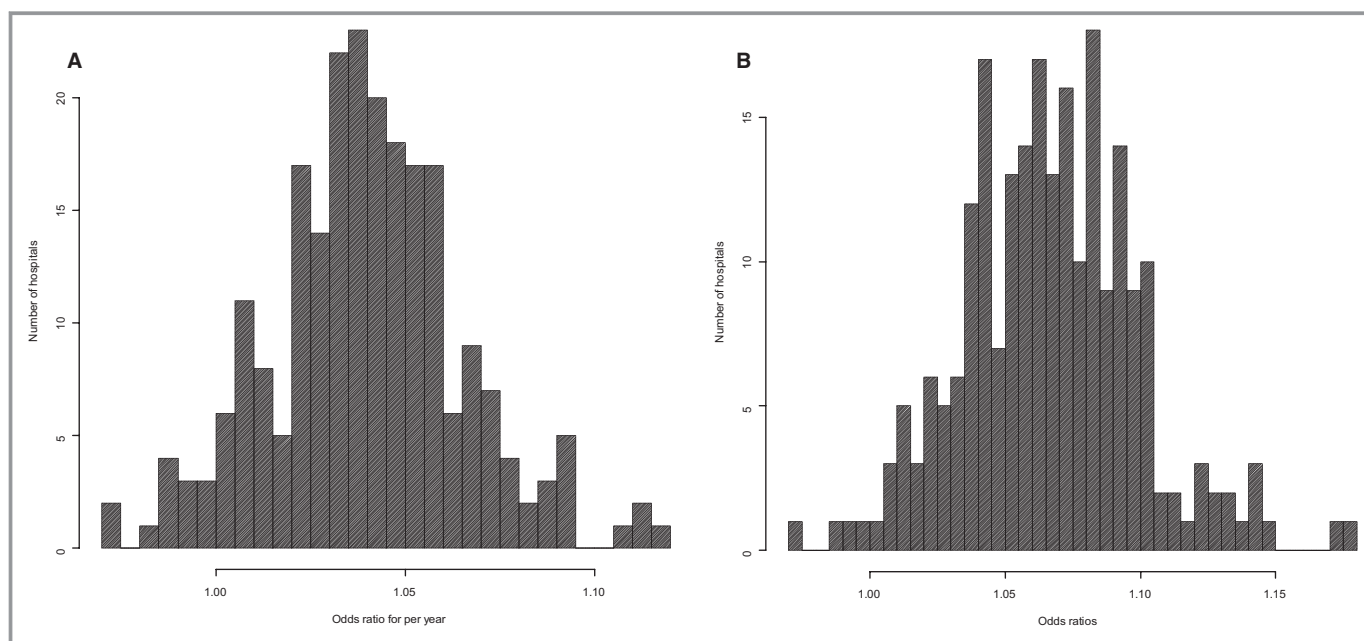 A
Number of hospitals
20
15
10
5
0
1.00 1.05 1.10
Odds ratio for per year
B
Number of hospitals
15
10
5
0
1.00 1.05 1.10 1.15
Odds ratios